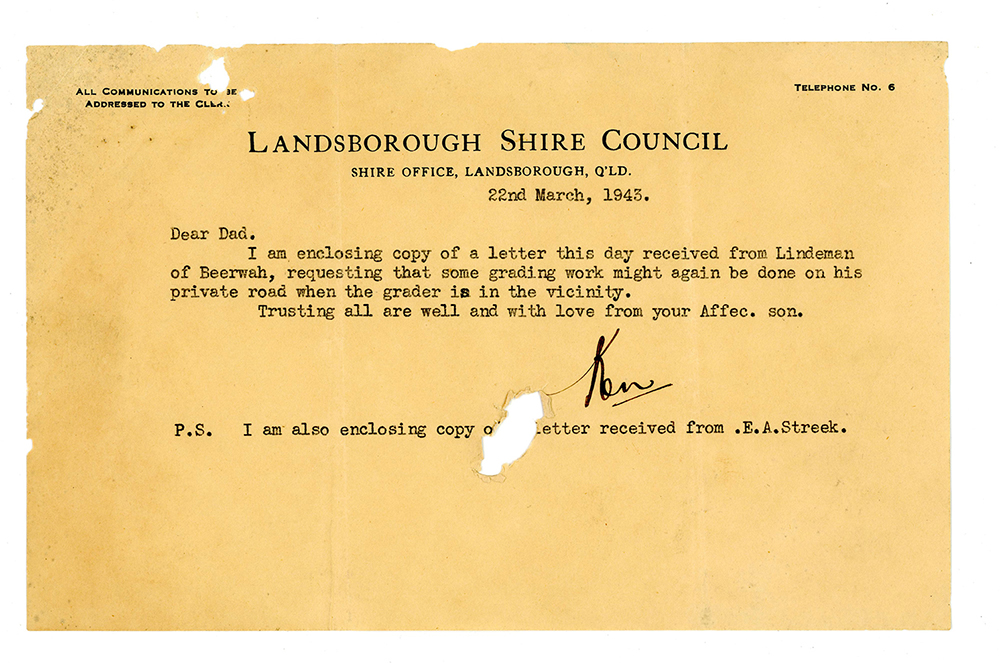 ALL COMMUNICATIONS TO BE
ADDRESSED TO THE
TELEPHONE NO. 6
LANDSBOROUGH SHIRE COUNCIL
SHIRE OFFICE, LANDSBOROUGH, Q'LD.
22nd March, 1943.
Dear Dad.
I am enclosing copy of a letter this day received from Lindeman
of Beerwah, requesting that some grading work might again be done on his
private road when the grader is in the vicinity.
Trusting all are well and with love from your Affec. son.
Ken
P.S. I am also enclosing copy letter received from .E.A.Streek.